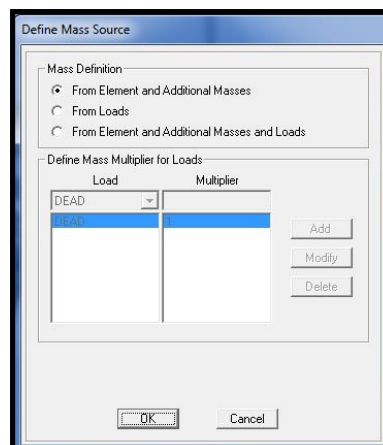 Define Mass Source
Mass Definition
From Element and Additional Masses
From Loads
From Element and Additional Masses and Loads
Define Mass Multiplier for Loads
Load Multiplier
DEAD
DEAD 1.
Add
Modify
Delete
OK Cancel